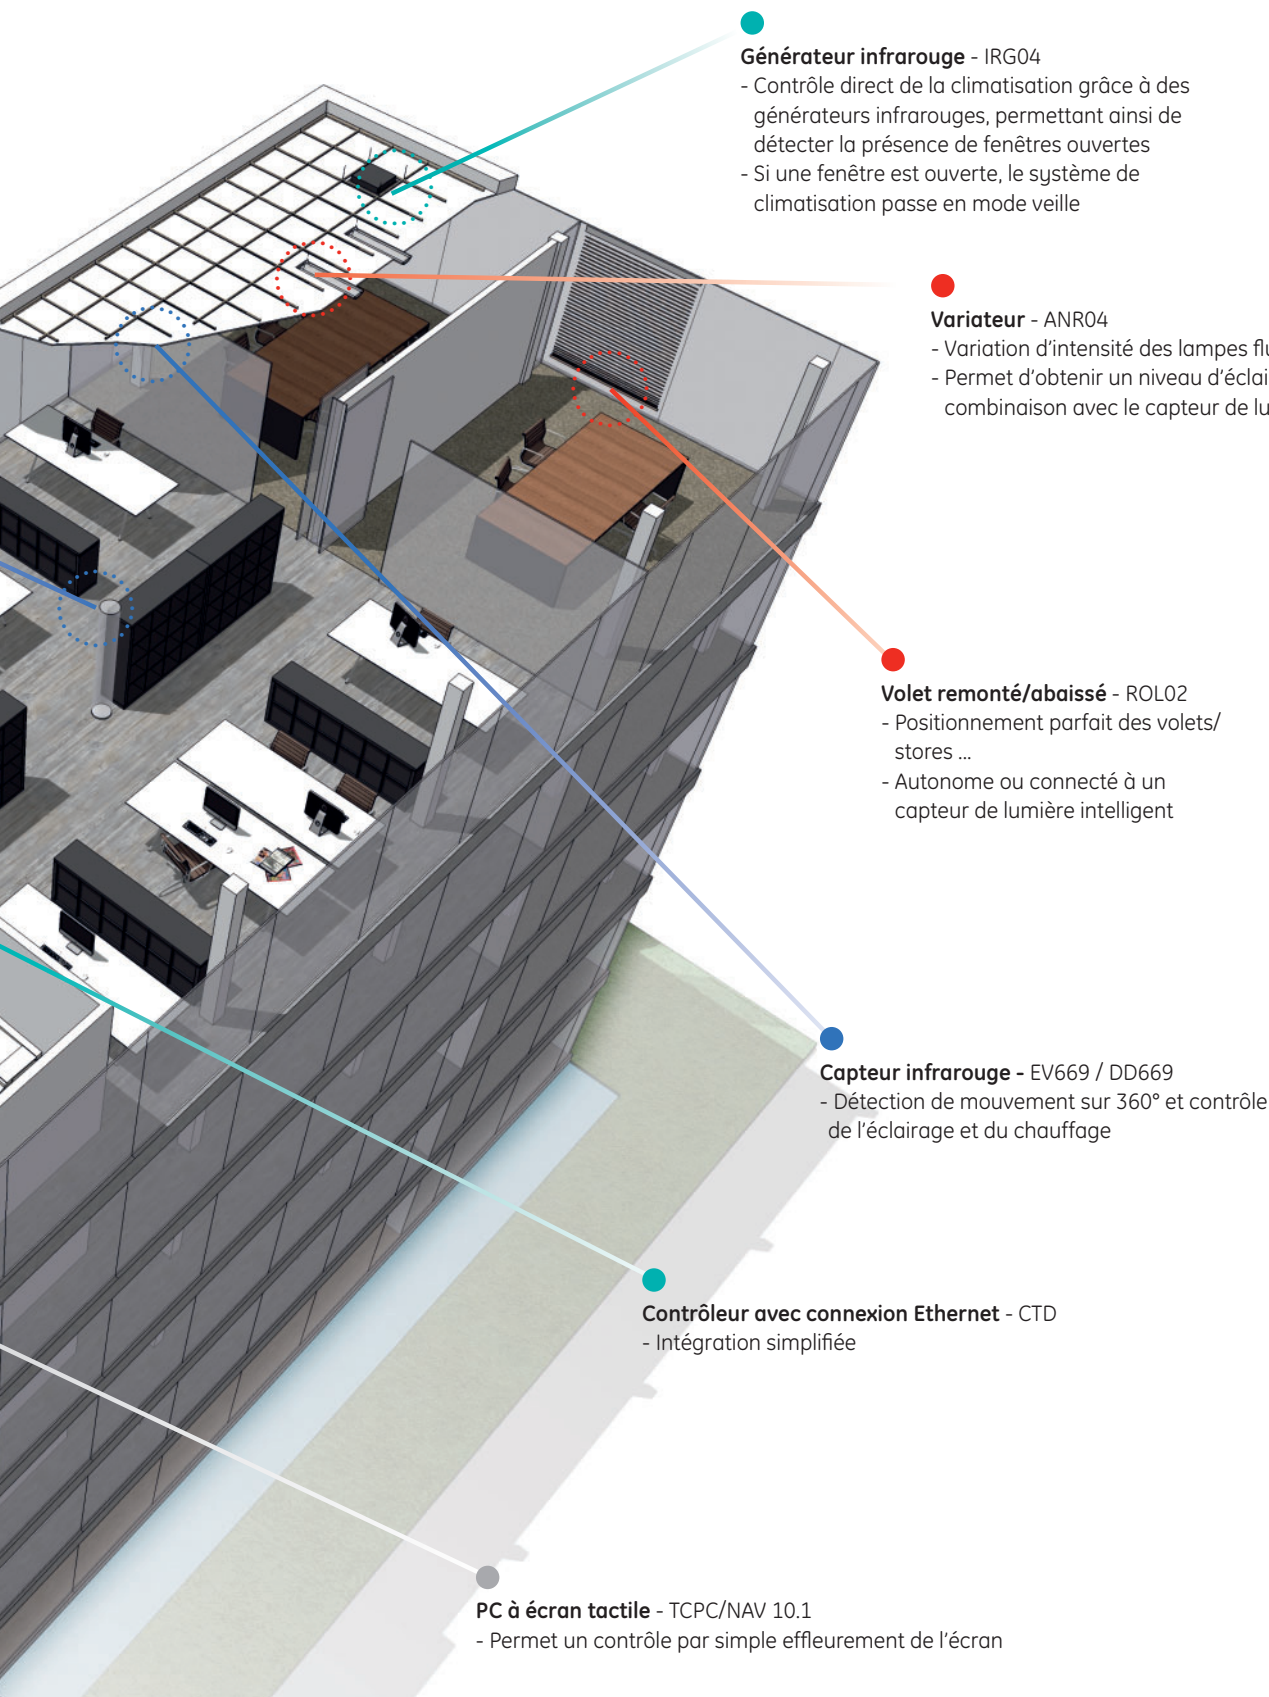 Générateur infrarouge - IRG04
- Contrôle direct de la climatisation grâce à des
générateurs infrarouges, permettant ainsi de
détecter la présence de fenêtres ouvertes
- Si une fenêtre est ouverte, le système de
climatisation passe en mode veille
Variateur - ANR04
- Variation d'intensité des lampes
- Permet d'obtenir un niveau
combinaison avec le capteur de
Volet remonté/abaissé - ROL02
- Positionnement parfait des volets/
stores ...
- Autonome ou connecté à un
capteur de lumière intelligent
Capteur infrarouge - EV669 / DD669
- Détection de mouvement sur 360° et contrôle
de l'éclairage et du chauffage
Contrôleur avec connexion Ethernet - CTD
- Intégration simplifiée
PC à écran tactile - TCPC/NAV 10.1
- Permet un contrôle par simple effleurement de l'écran